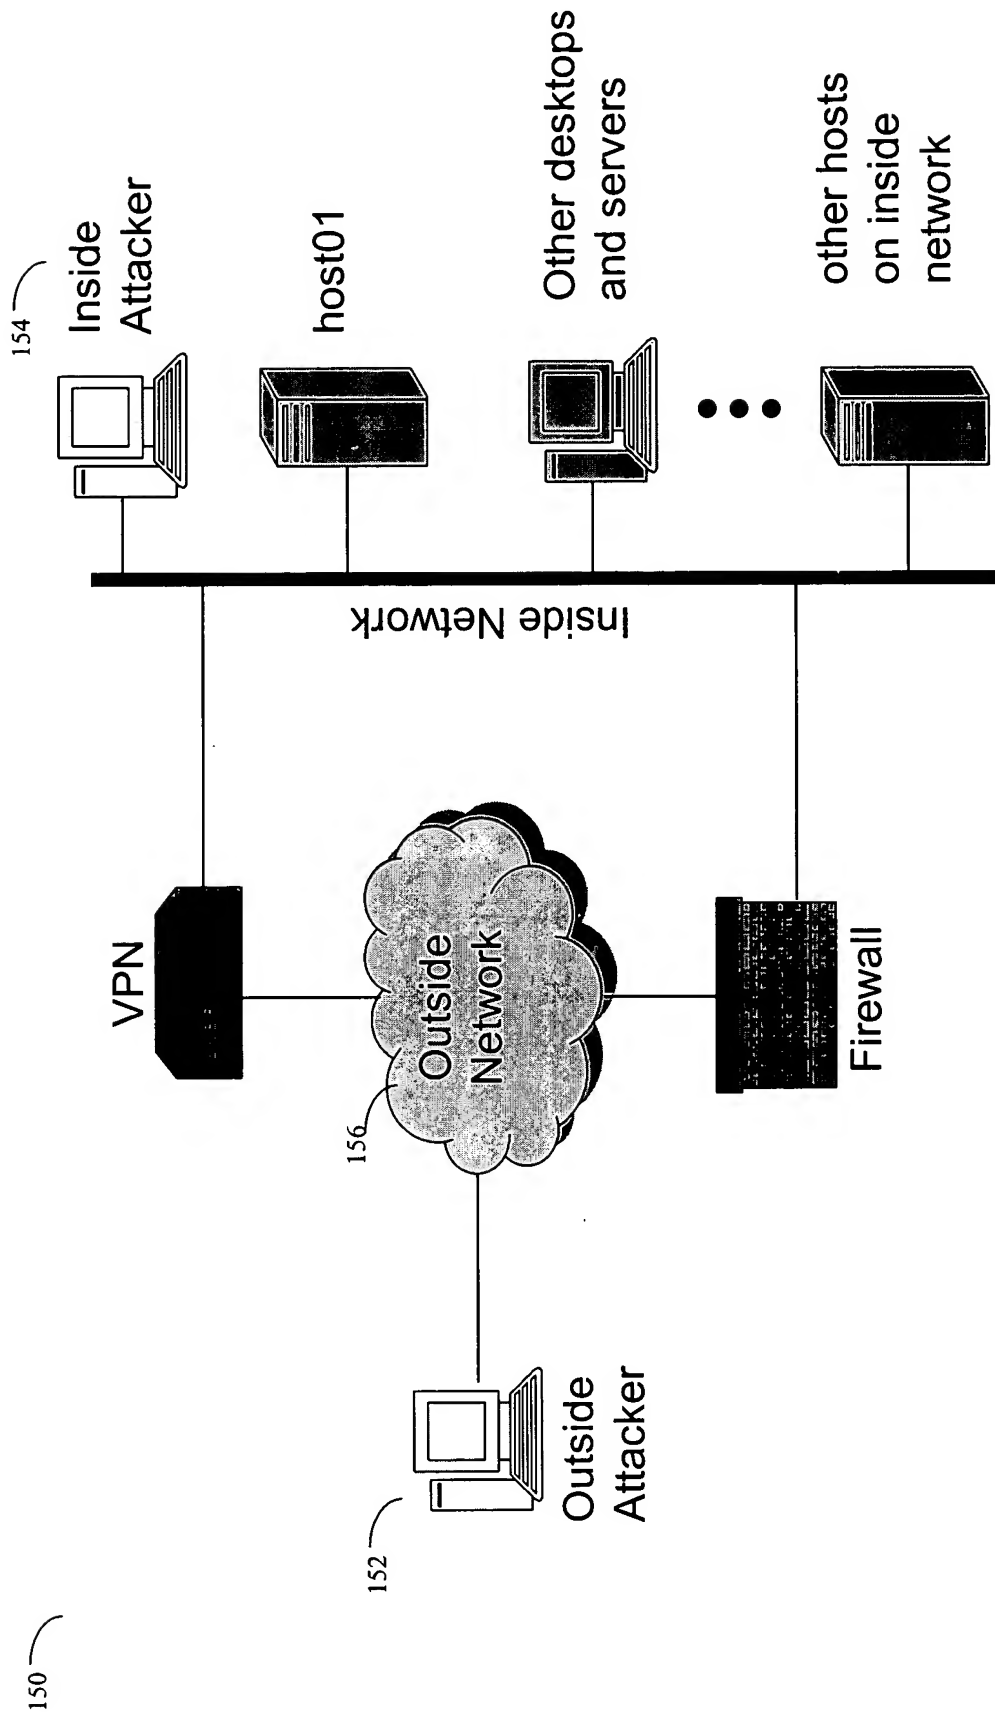 150
152
Outside
Attacker
VPN
156
Outside
Network
Firewall
Inside Network
154
Inside
Attacker
host01
Other desktops
and servers
other hosts
on inside
network